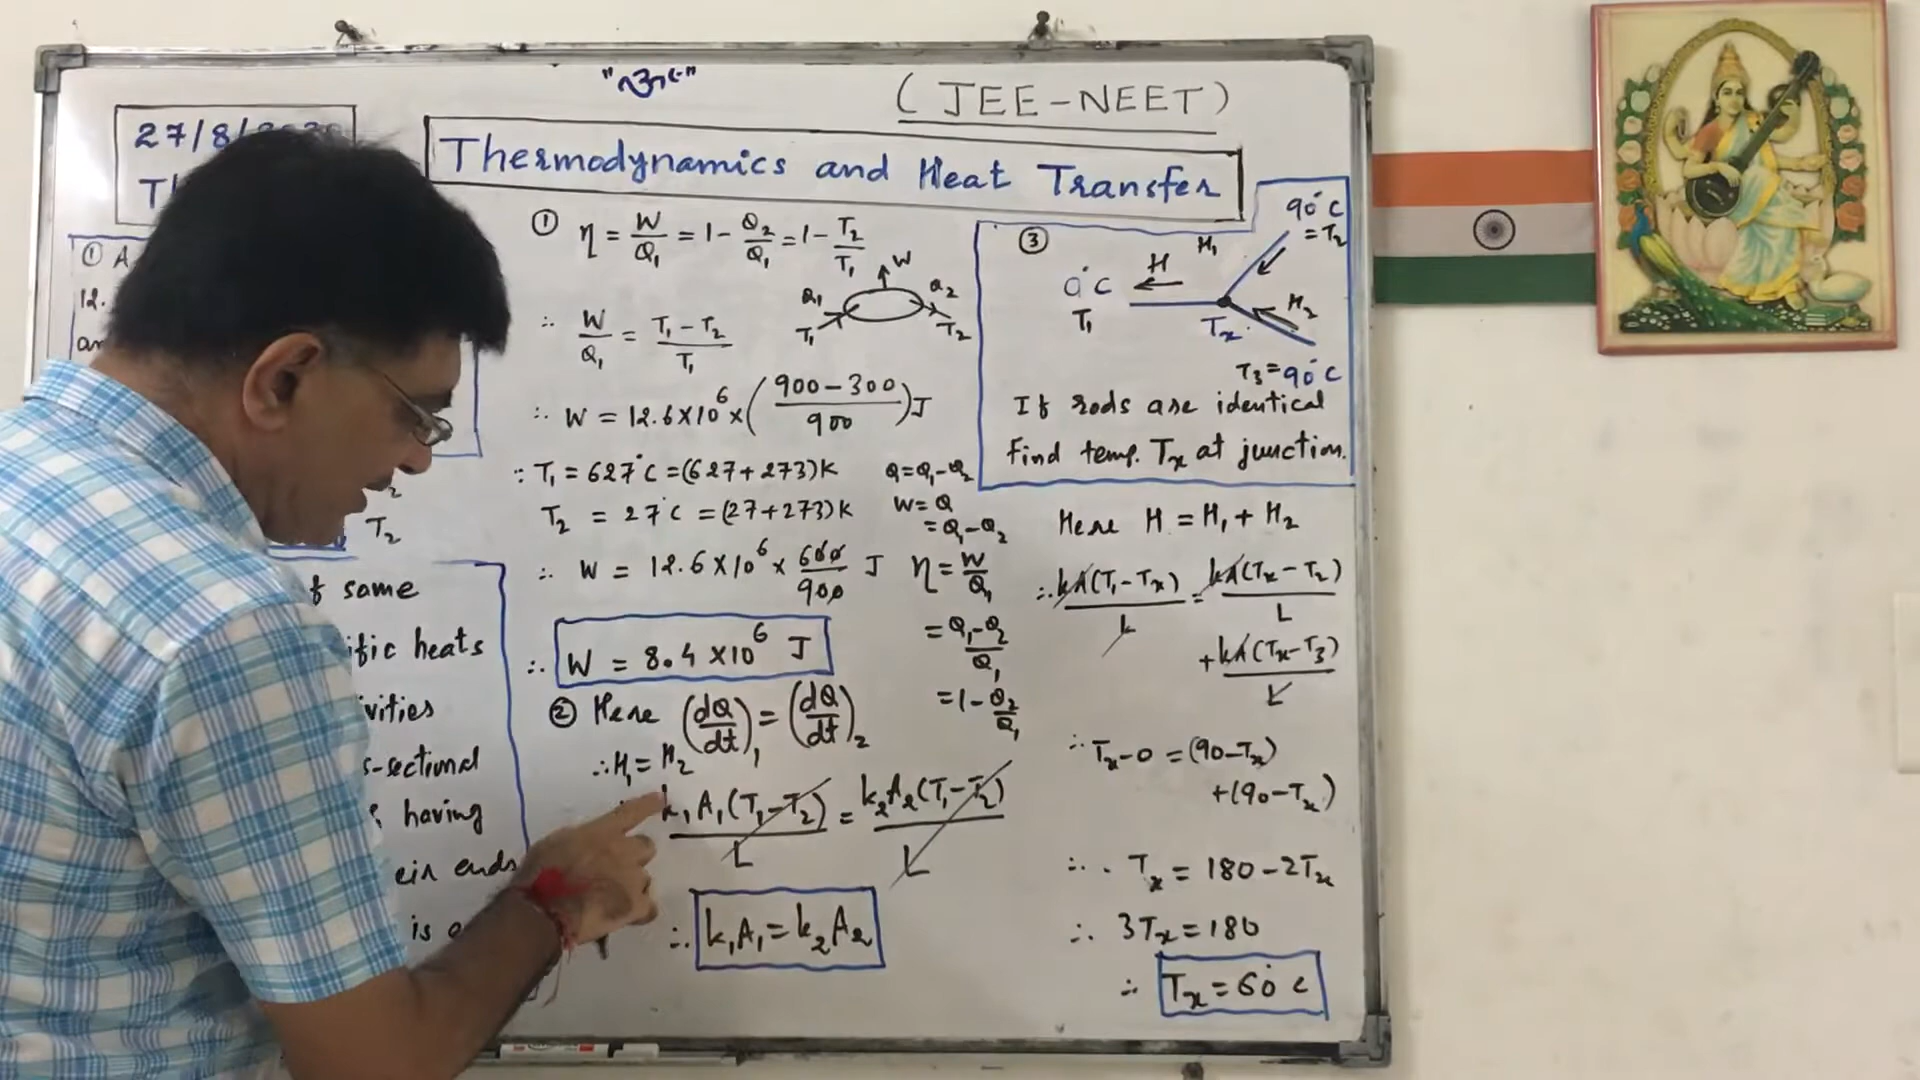 (JEE-NEET)
27/8/
Thermodynamics and Heat Transfer
① A
12.
an
T₂
same
heats
having
ends
is
① η = W/Q₁ = 1 - Q₂/Q₁ = 1 - T₂/T₁
W
Q₁ Q₂
T₁ T₂
∴ W/Q₁ = (T₁ - T₂)/T₁
∴ W = 12.6 × 10⁶ × ((900 - 300)/900) J
∵ T₁ = 627°C = (627 + 273) K
T₂ = 27°C = (27 + 273) K
∴ W = 12.6 × 10⁶ × 600/900 J
∴ W = 8.4 × 10⁶ J
Q = Q₁ - Q₂
W = Q
= Q₁ - Q₂
η = W/Q₁
= (Q₁ - Q₂)/Q₁
= 1 - Q₂/Q₁
② Here (dQ/dt)₁ = (dQ/dt)₂
∴ H₁ = H₂
k₁A₁(T₁ - T₂)/L = k₂A₂(T₁ - T₂)/L
∴ k₁A₁ = k₂A₂
③
90°C
= T₂
H₁
H
0°C
T₁
H₂
Tx
T₃ = 90°C
If rods are identical
Find temp. Tx at junction.
Here H = H₁ + H₂
∴ kA(T₁ - Tx)/L = kA(Tx - T₂)/L
+ kA(Tx - T₃)/L
∴ Tx - 0 = (90 - Tx)
+ (90 - Tx)
∴ Tx = 180 - 2Tx
∴ 3Tx = 180
∴ Tx = 60°C